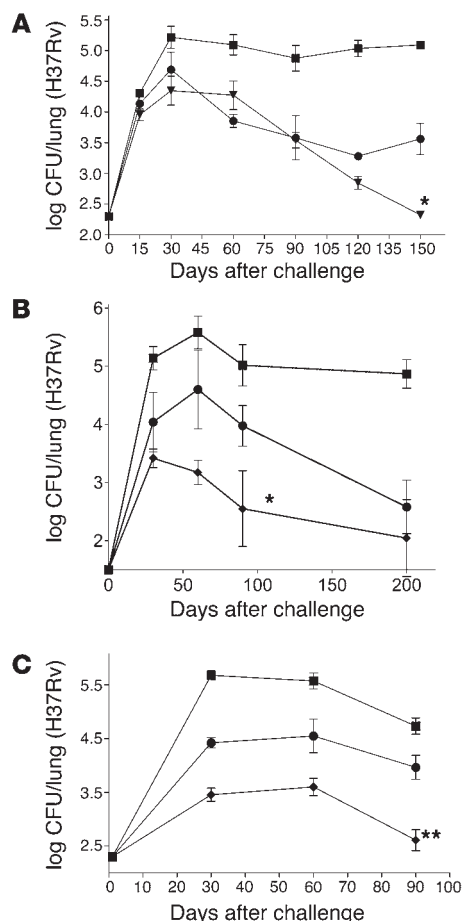 A
log CFU/lung (H37Rv)
5.5
5.0
4.5
4.0
3.5
3.0
2.5
2.0
*
0 15 30 45 60 75 90 105 120 135 150
Days after challenge
B
log CFU/lung (H37Rv)
6
5
4
3
2
*
0 50 100 150 200
Days after challenge
C
log CFU/lung (H37Rv)
5.5
4.5
3.5
2.5
**
0 10 20 30 40 50 60 70 80 90 100
Days after challenge